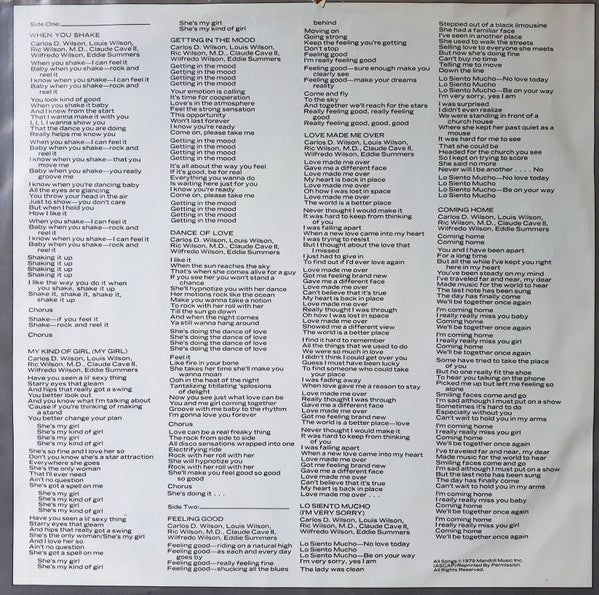 Side One:
WHEN YOU SHAKE
Carlos D. Wilson, Louis Wilson,
Ric Wilson, M.D., Claude Cave II,
Wilfredo Wilson, Eddie Summers
When you shake—I can feel it
Baby when you shake—rock and
reel it
I know when you shake—I can feel it
Baby when you shake—rock and
reel it
You look kind of good
When you shake it baby
And I know from the start
That I wanna make it with you
I, I, I, wanna show you
That the dance you are doing
Really helps me know you
When you shake—I can feel it
Baby when you shake—rock and
reel it
I know when you shake—that you
move me
Baby when you shake—you really
groove me
I know when you're dancing baby
All the eyes are glancing
You throw your head in the air
Just to show—you don't care
But when I hold you
How I like it
When you shake—I can feel it
Baby when you shake—rock and
reel it
I know when you shake—I can feel it
Baby when you shake—rock and
reel it
Shaking it up
Shaking it up
Shaking it up
Shaking it up
I like the way you do it when
you shake, shake it up
Shake it, shake it, shake it,
shake it up
Chorus
Shake—if you feel it
Shake—rock and reel it
Chorus
MY KIND OF GIRL (MY GIRL)
Carlos D. Wilson, Louis Wilson,
Ric Wilson, M.D., Claude Cave II,
Wilfredo Wilson, Eddie Summers
Have you seen a lil' sexy thing
Starry eyes that gleam
And hips that really got a swing
You better look out
And you know what I'm talking about
'Cause if you're thinking of making
a stand
You better change your plan
She's my girl
She's my kind of girl
She's my girl
She's my kind of girl
She's so fine and I love her so
Don't you know she's a star attraction
Everywhere she goes
She's the only woman
That I'll ever need
Ain't no question
She's got a spell on me
She's my girl
She's my kind of girl
She's my girl
She's my kind of girl
Have you seen a lil' sexy thing
Starry eyes that gleam
And hips that really got a swing
She's the only woman/She's my girl
And I love her so
Ain't no question
She's got a spell on me
She's my girl
She's my kind of girl
She's my girl
She's my kind of girl
GETTING IN THE MOOD
Carlos D. Wilson, Louis Wilson,
Ric Wilson, M.D., Claude Cave II,
Wilfredo Wilson, Eddie Summers
Getting in the mood
Getting in the mood
Getting in the mood
Getting in the mood
Your emotion is calling
It's time for cooperation
Love's in the atmosphere
Feel the strong sensation
This opportunity
Won't last forever
I know you're ready
Come on, please take me
Getting in the mood
Getting in the mood
Getting in the mood
Getting in the mood
It's all about the way you feel
If it's good, be for real
Everything you wanna do
Is waiting here just for you
I know you're ready
Come on, please take me
Getting in the mood
Getting in the mood
Getting in the mood
Getting in the mood
DANCE OF LOVE
Carlos D. Wilson, Louis Wilson,
Ric Wilson, M.D., Claude Cave II,
Wilfredo Wilson, Eddie Summers
I like it
When the sun reaches the sky
That's when she comes alive for a guy
If you see her you won't stand a
chance
She'll hypnotize you with her dance
Her motions rock like the ocean
Make you wanna take a notion
To rock with her roll with her
Till the sun go down
And when the night comes
Ya still wanna hang around
She's doing the dance of love
She's doing the dance of love
She's doing the dance of love
She's doing the dance of love
Feel it
Like fire in your bone
She takes her time she'll make you
wanna moan
Ooh in the heat of the night
Tantalizing titillating 'splosions
of delight
Now you see just what love can be
You and my girl coming together
Groove with me baby to the rhythm
I'm gonna love you forever
Chorus
Love can be a real freaky thing
The rock from side to side
All disco sensations wrapped into one
Electrifying ride
Rock with her roll with her
She will hypnotize you
Rock with her roll with her
She'll make you feel good so good
so good
Chorus
She's doing it . . .
Side Two:
FEELING GOOD
Carlos D. Wilson, Louis Wilson,
Ric Wilson, M.D., Claude Cave II,
Wilfredo Wilson, Eddie Summers
Feeling good—riding on a natural high
Feeling good—as each and every day
goes by
Feeling good—really feeling fine
Feeling good—shucking all the blues
behind
Moving on
Going strong
Keep the feeling you're getting
Don't stop
Feeling good
I'm really feeling good
Feeling good—sure enough make you
clearly see
Feeling good—make your dreams
reality
Come and fly
To the sky
And together we'll reach for the stars
Feeling good, really feeling
good
Really feeling good, good, good
LOVE MADE ME OVER
Carlos D. Wilson, Louis Wilson,
Ric Wilson, M.D., Claude Cave II,
Wilfredo Wilson, Eddie Summers
Love made me over
Gave me a different face
Love made me over
My heart is back in place
Love made me over
Oh how I was lost in space
Love made me over
The world is a better place
Never thought I would make it
It was hard to keep from thinking
of you
I was falling apart
When a new love came into my heart
I was trying to resist
But I thought about the love that
I missed
I just had to give in
To find out if I'd ever love again
Love made me over
Got me feeling brand new
Gave me a different face
Love made me over
Can't believe that it's true
My heart is back in place
Love made me over
Really thought I was through
Oh how I was lost in space
Love made me over
Showed me a different view
The world is a better place
I find it hard to remember
All the things that we used to do
We were so much in love
I didn't think I could get over you
Guess I must have been lucky
To find someone who could take
your place
I was fading away
When love gave me a reason to stay
Love made me over
Really thought I was through
Gave me a different face
Love made me over
Got me feeling brand new
The world is a better place—love
Never thought I would make it
It was hard to keep from thinking
of you
I was falling apart
When a new love came into my heart
Love made me over
Got me feeling brand new
Gave me a different face
Love made me over
Can't believe that it's true
My heart is back in place
Love made me over . . .
LO SIENTO MUCHO
(I'M VERY SORRY)
Carlos D. Wilson, Louis Wilson,
Ric Wilson, M.D., Claude Cave II,
Wilfredo Wilson, Eddie Summers
Lo Siento Mucho—No love today
Lo Siento Mucho
Lo Siento Mucho—Be on your way
I'm very sorry, yes I am
The lady was clean
Stepped out of a black limousine
She had a familiar face
I've seen in another place
She used to walk the streets
Selling love to everyone she meets
But now she's doing fine
Can't buy no time
Telling me to move
Down the line
Lo Siento Mucho—No love today
Lo Siento Mucho
Lo Siento Mucho—Be on your way
I'm very sorry, yes I am
I was surprised
I didn't even realize
We were standing in front of a
church house
Where she kept her past quiet as a
mouse
It was hard for me to see
That she could be
Headed for the church you see
So I kept on trying to score
She said no more
Never will I be another . . . . No
Lo Siento Mucho—No love today
Lo Siento Mucho
Lo Siento Mucho—Be on your way
Lo Siento Mucho
COMING HOME
Carlos D. Wilson, Louis Wilson,
Ric Wilson, M.D., Claude Cave II,
Wilfredo Wilson, Eddie Summers
Coming home
Coming home
Coming home
You and I have been apart
For a long time
But all the while I've kept you right
here in my heart
You've been steady on my mind
I've traveled far and near, my dear
Made music for the world to hear
The last note has been sung
The day has finally come
We'll be together once again
I'm coming home
I really really miss you baby
Coming home
I'm coming home
I really really miss you girl
Coming home
We'll be together once again
Some have tried to take the place
of you
But no one really fit the shoe
To hear you talking on the phone
Picked me up but left me feeling so
alone
Smiling faces come and go
I'm sad although I must put on a show
Sometimes it's hard to do
Especially without you
Can't wait to hold you in my arms
I'm coming home
I really really miss you girl
Coming home
We'll be together once again
I've traveled far and near, my dear
Made music for the world to hear
Smiling faces come and go
I'm sad although I must put on a show
But the last note has been sung
The day has finally come
Can't wait to hold you in my arms
I'm coming home
I really really miss you baby
Coming home
I'm coming home
I really really miss you girl
Coming home
We'll be together once again
All Songs © 1979 Mandrill Music Inc.
(ASCAP)/Reprinted By Permission.
All Rights Reserved.